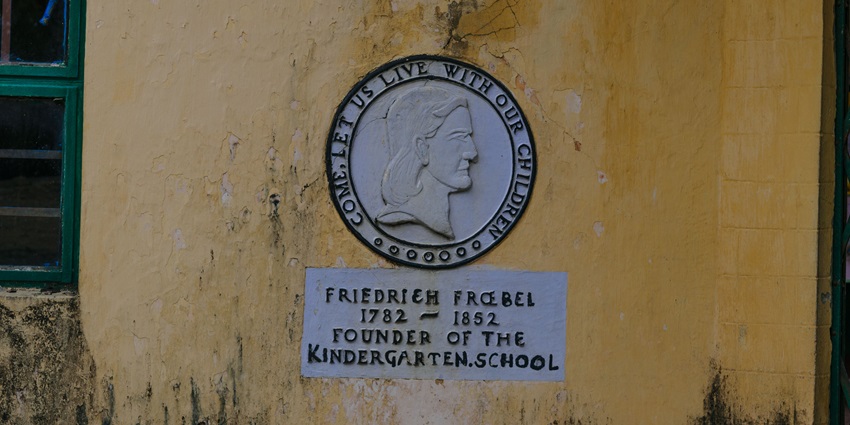 COME, LET US LIVE WITH OUR CHILDREN
FRIEDRICH FRŒBEL
1782 – 1852
FOUNDER OF THE
KINDERGARTEN.SCHOOL